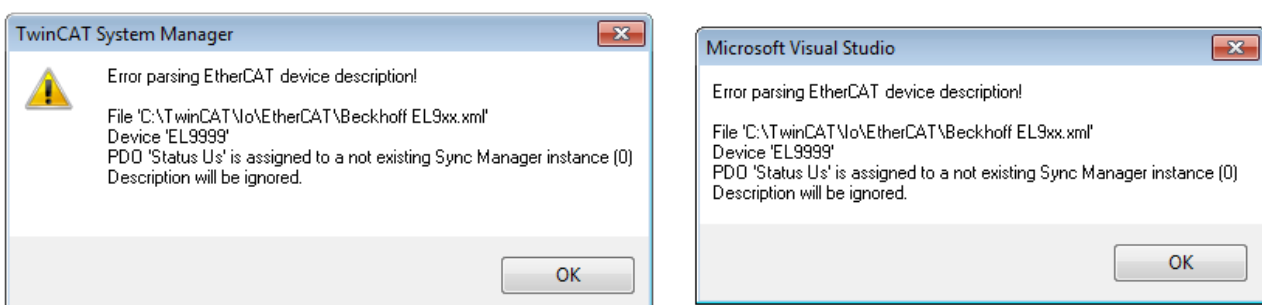 TwinCAT System Manager
Error parsing EtherCAT device description!
File 'C:\TwinCAT\Io\EtherCAT\Beckhoff EL9xx.xml'
Device 'EL9999'
PDO 'Status Us' is assigned to a not existing Sync Manager instance (0)
Description will be ignored.
OK
Microsoft Visual Studio
Error parsing EtherCAT device description!
File 'C:\TwinCAT\Io\EtherCAT\Beckhoff EL9xx.xml'
Device 'EL9999'
PDO 'Status Us' is assigned to a not existing Sync Manager instance (0)
Description will be ignored.
OK